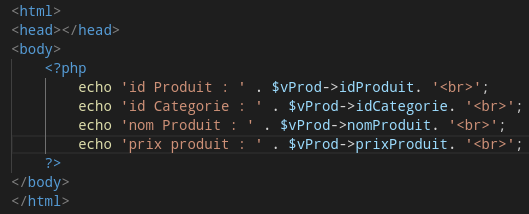 <html>
<head></head>
<body>
<?php
echo 'id Produit : ' . $vProd->idProduit. '<br>';
echo 'id Categorie : ' . $vProd->idCategorie. '<br>';
echo 'nom Produit : ' . $vProd->nomProduit. '<br>';
echo 'prix produit : ' . $vProd->prixProduit. '<br>';
?>
</body>
</html>